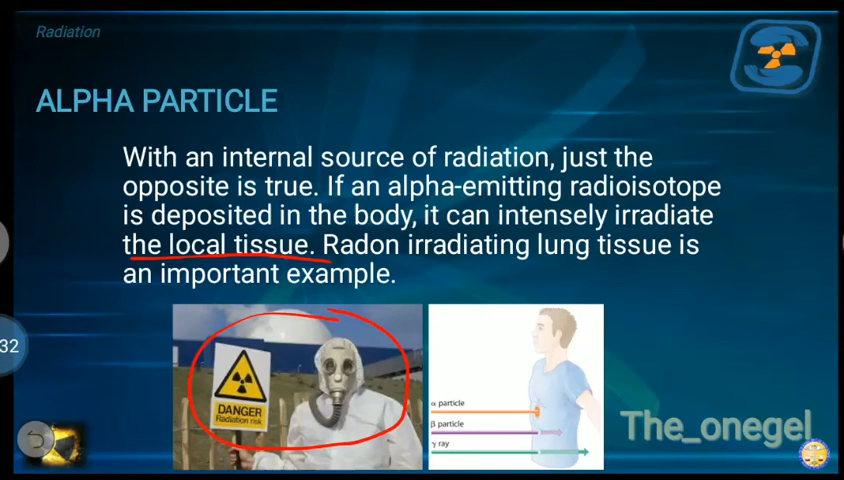 Radiation
ALPHA PARTICLE
With an internal source of radiation, just the
opposite is true. If an alpha-emitting radioisotope
is deposited in the body, it can intensely irradiate
the local tissue. Radon irradiating lung tissue is
an important example.
DANGER
Radiation risk
α particle
β particle
γ ray
32
The_onegel